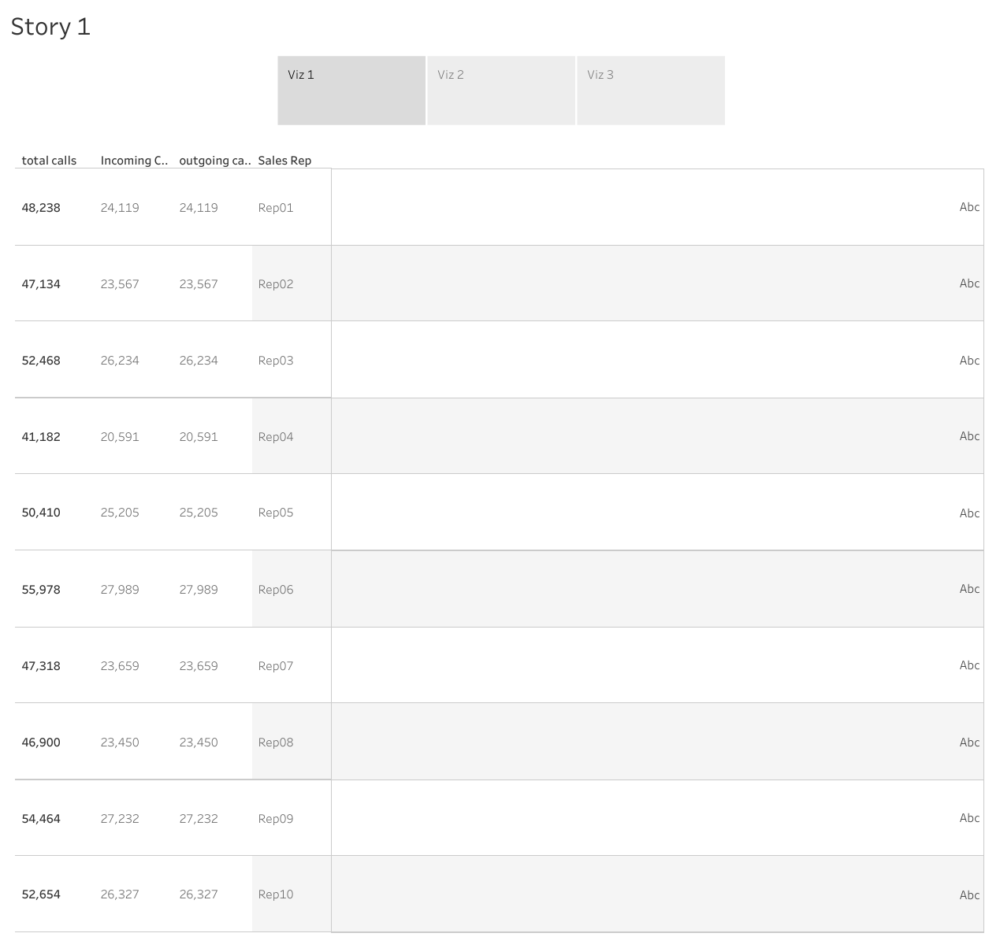 Story 1
Viz 1 Viz 2 Viz 3
total calls Incoming C.. outgoing ca.. Sales Rep
48,238 24,119 24,119 Rep01 Abc
47,134 23,567 23,567 Rep02 Abc
52,468 26,234 26,234 Rep03 Abc
41,182 20,591 20,591 Rep04 Abc
50,410 25,205 25,205 Rep05 Abc
55,978 27,989 27,989 Rep06 Abc
47,318 23,659 23,659 Rep07 Abc
46,900 23,450 23,450 Rep08 Abc
54,464 27,232 27,232 Rep09 Abc
52,654 26,327 26,327 Rep10 Abc